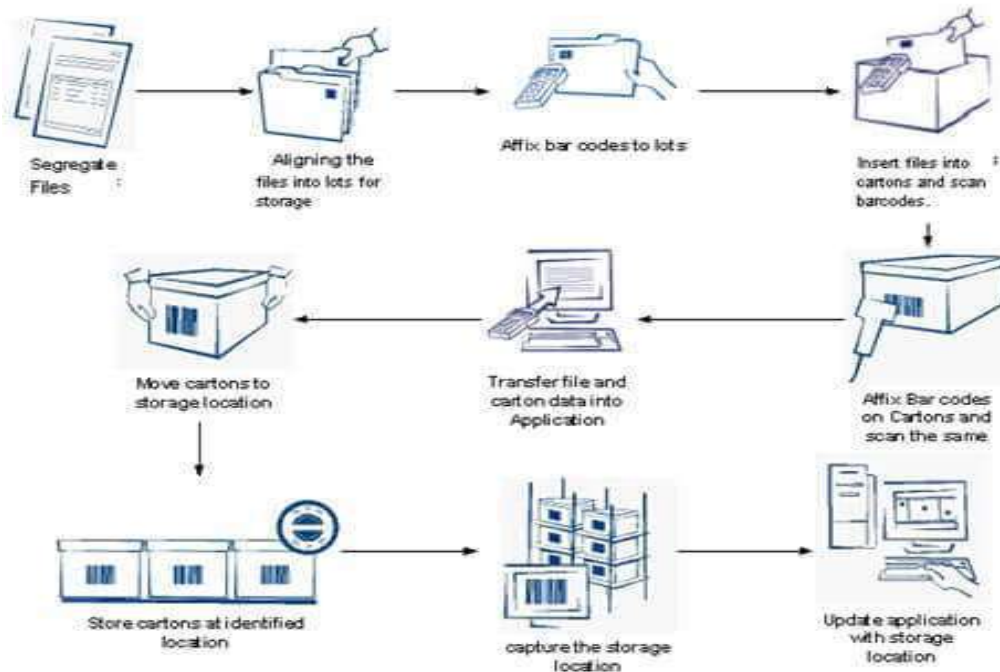 Segregate
Files :
Aligning the
files into lots for
storage
Affix bar codes to lots
Insert files into :
cartons and scan
barcodes.
Affix Bar codes
on Cartons and
scan the same
Transfer file and
carton data into
Application
Move cartons to
storage location
Store cartons at identified
location
capture the storage
location
Update application
with storage
location